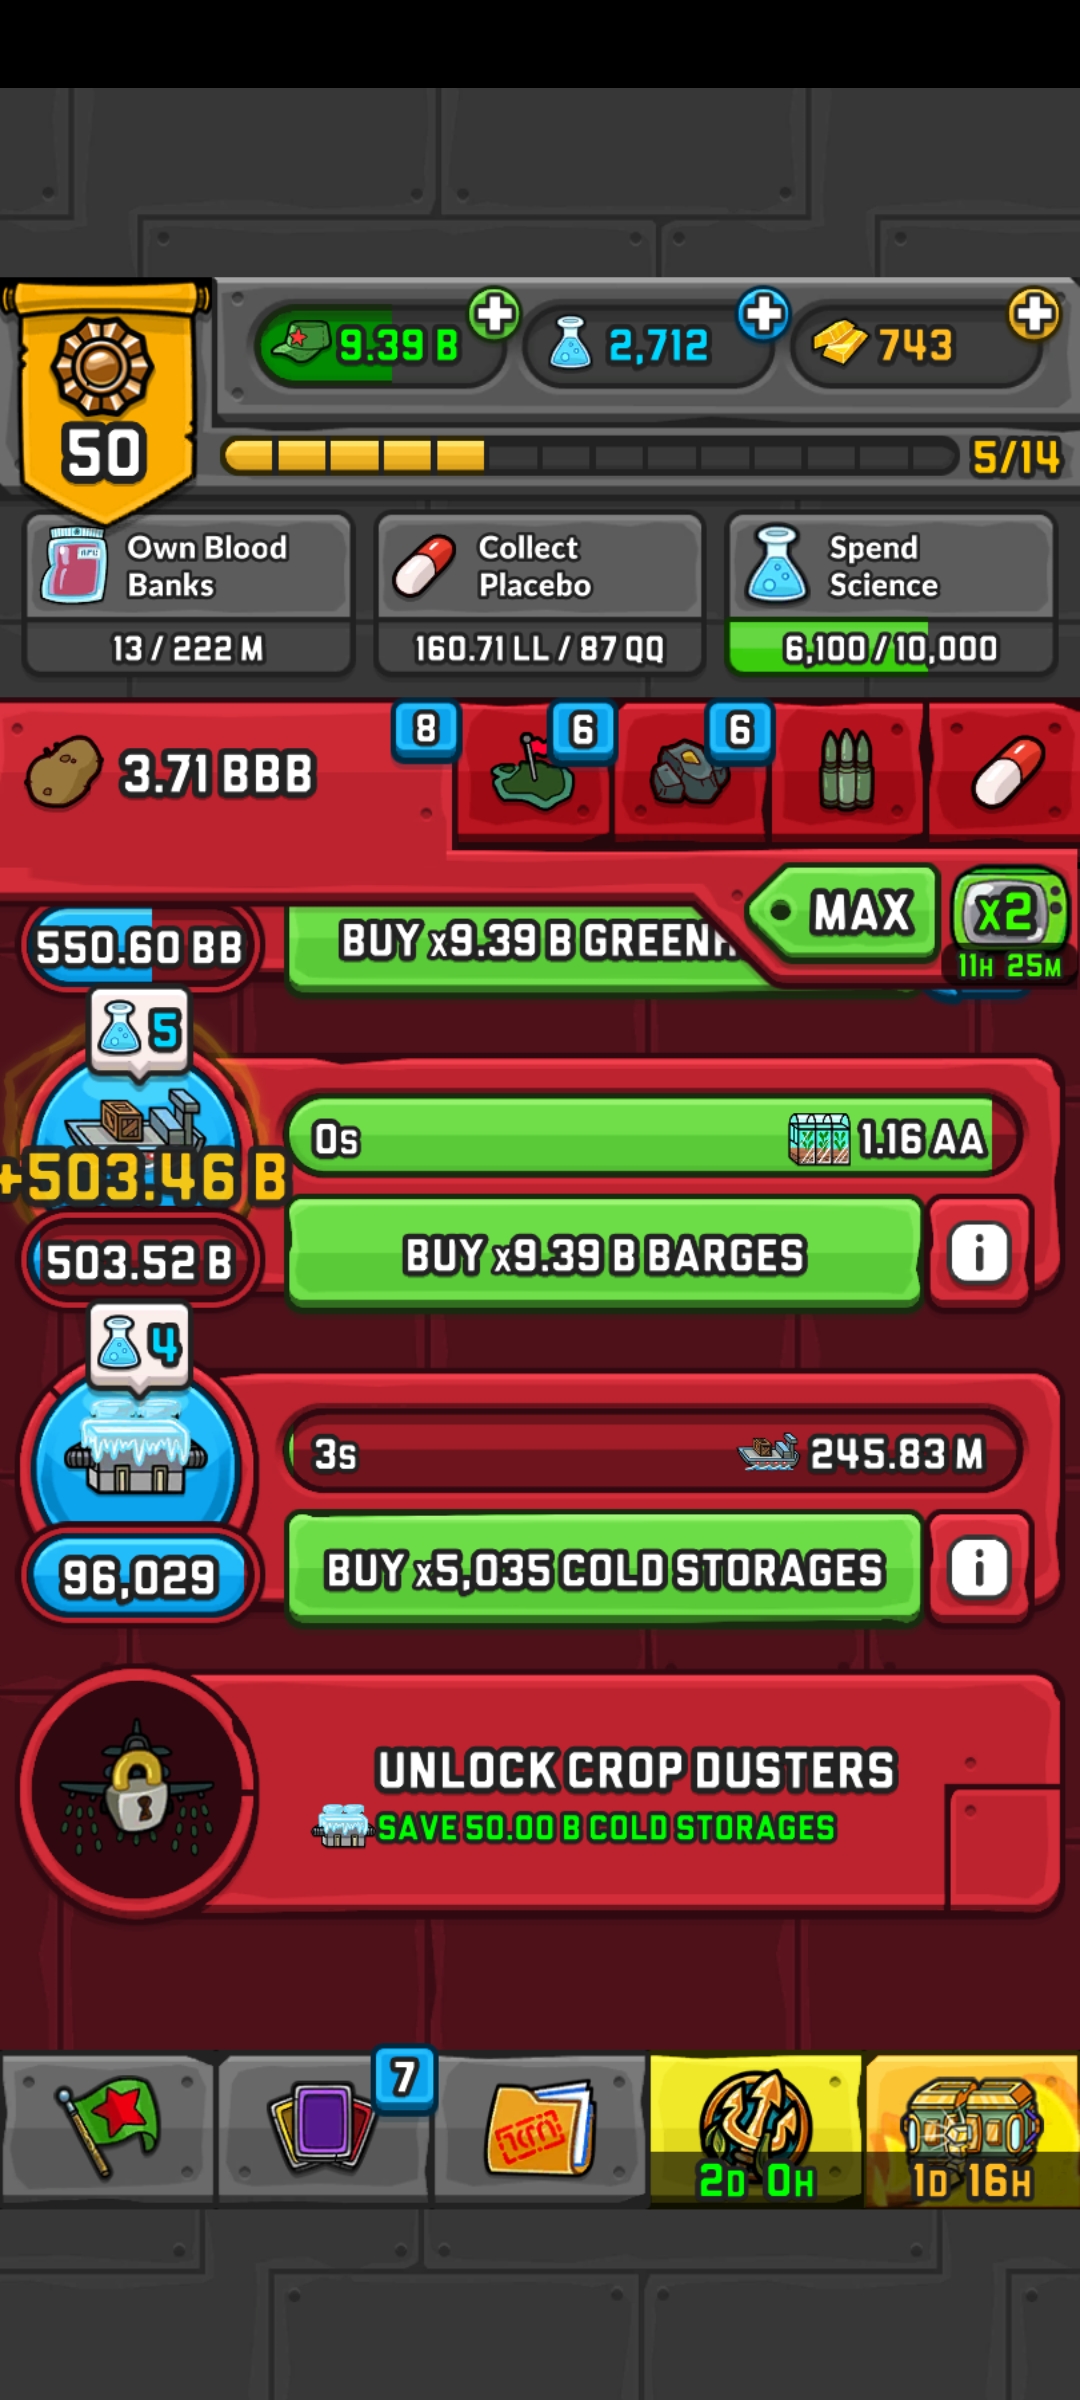 50
9.39 B
2,712
743
5/14
Own Blood
Banks
13 / 222 M
Collect
Placebo
160.71 LL / 87 QQ
Spend
Science
6,100 / 10,000
3.71 BBB
8
6
6
MAX
x2
11H 25M
550.60 BB
BUY x9.39 B GREENH
5
+503.46 B
503.52 B
0s
1.16 AA
BUY x9.39 B BARGES
i
4
96,029
3s
245.83 M
BUY x5,035 COLD STORAGES
i
UNLOCK CROP DUSTERS
SAVE 50.00 B COLD STORAGES
7
2D 0H
1D 16H